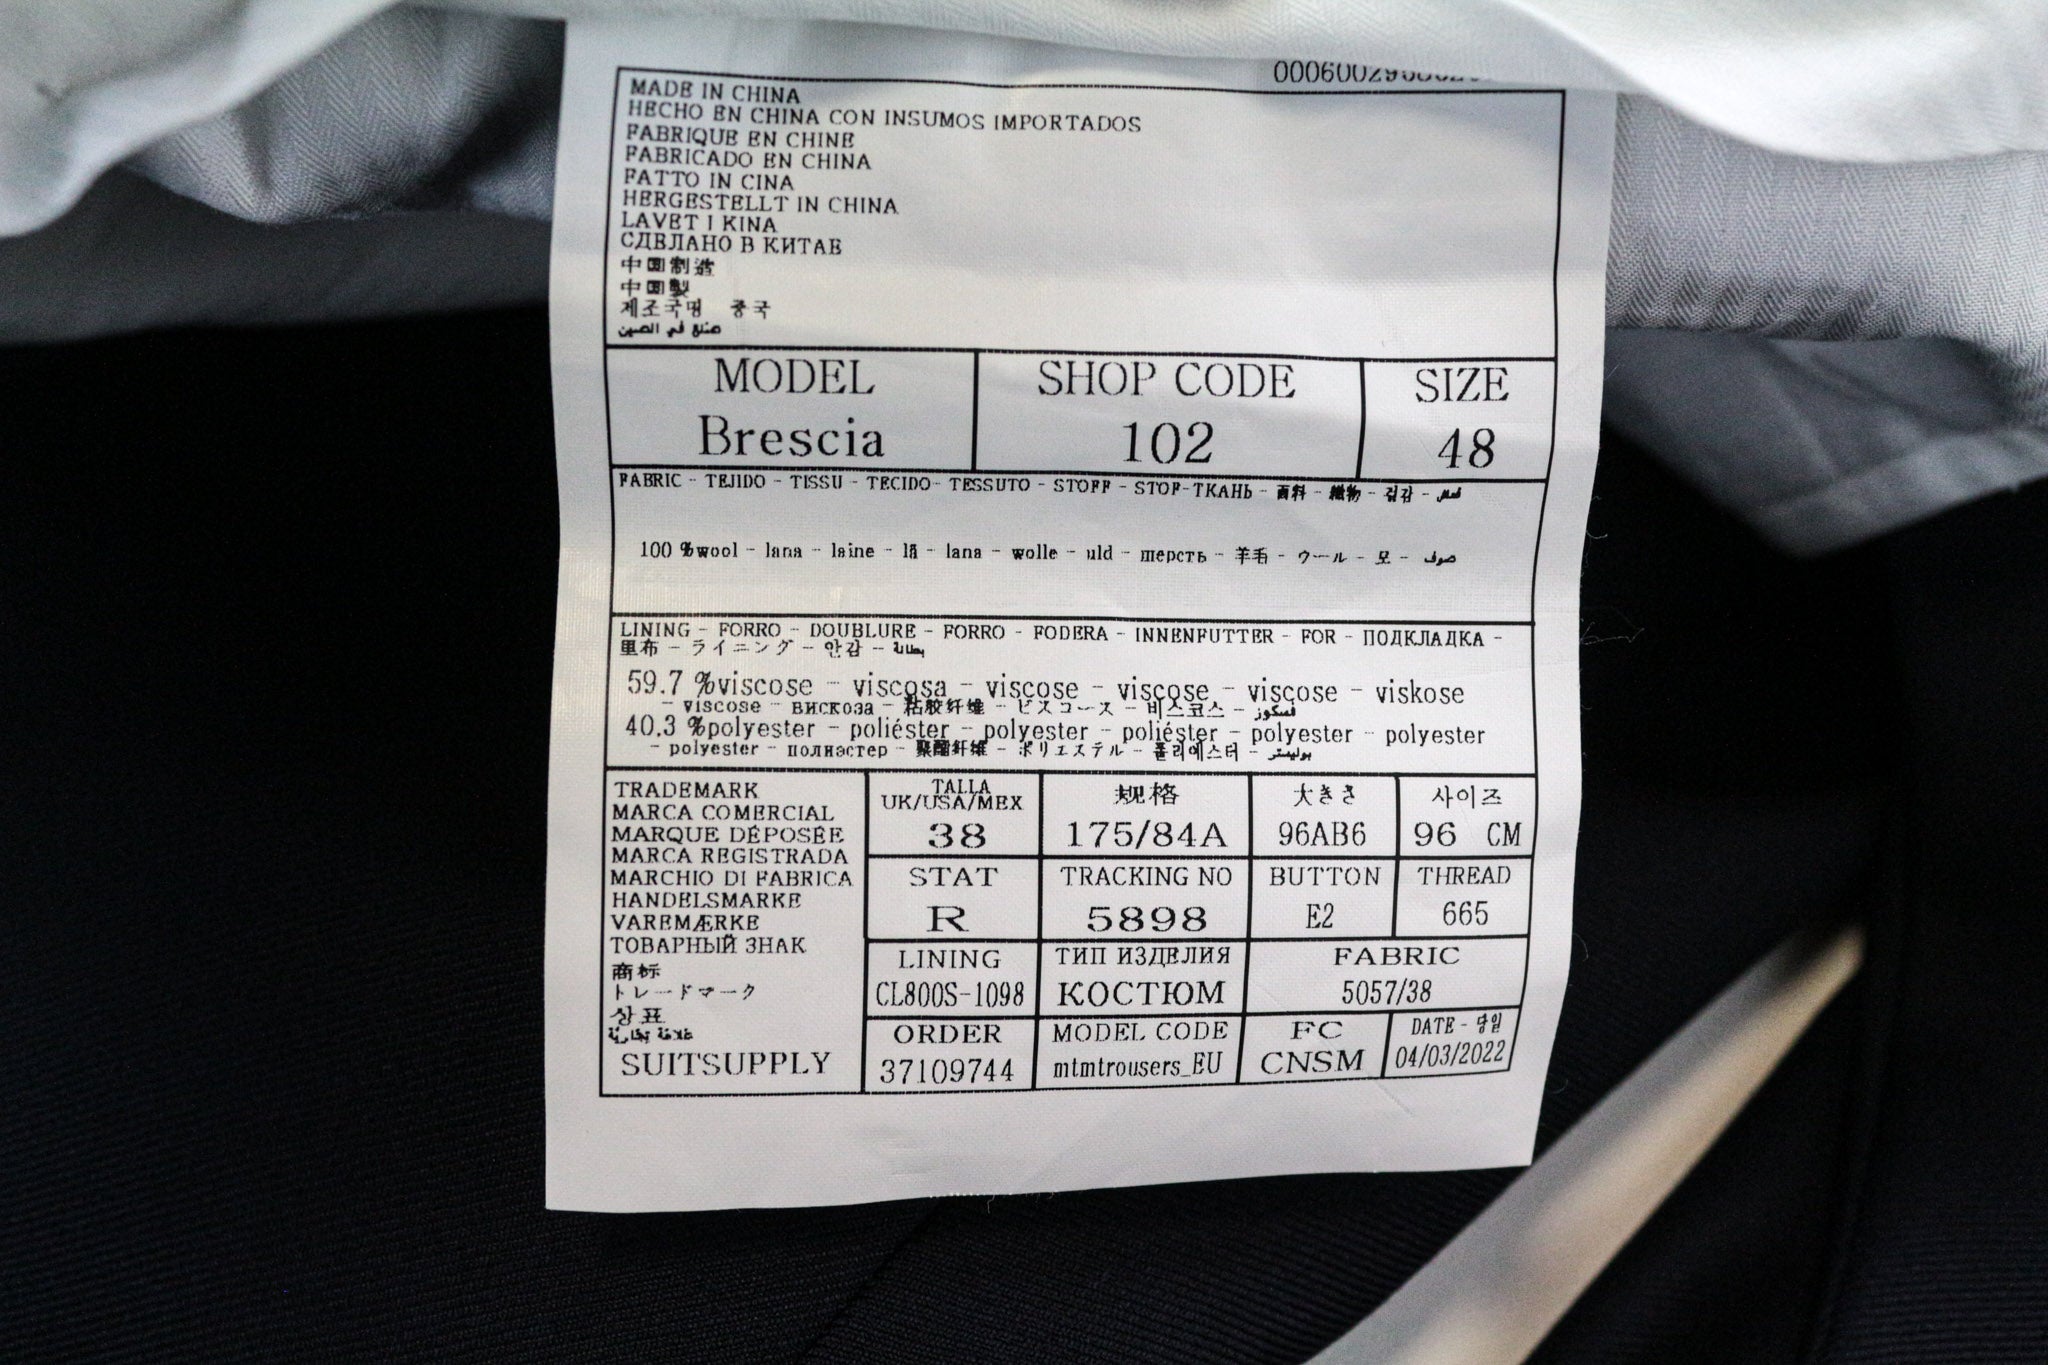 MADE IN CHINA
HECHO EN CHINA CON INSUMOS IMPORTADOS
FABRIQUE EN CHINE
FABRICADO EN CHINA
FATTO IN CINA
HERGESTELLT IN CHINA
LAVET I KINA
СДЕЛАНО В КИТАЕ
中国制造
中国製
제조국명 중국
صنع في الصين
MODEL
Brescia
SHOP CODE
102
SIZE
48
FABRIC - TEJIDO - TISSU - TECIDO- TESSUTO - STOFF - STOF-ТКАНЬ - 面料 - 織物 - 겉감 - قماش
100 %wool - lana - laine - lã - lana - wolle - uld - шерсть - 羊毛 - ウール - 모 - صوف
LINING - FORRO - DOUBLURE - FORRO - FODERA - INNENFUTTER - FOR - ПОДКЛАДКА -
里布 - ライニング - 안감 - بطانة
59.7 %viscose - viscosa - viscose - viscose - viscose - viskose
- viscose - вискоза - 粘胶纤维 - ビスコース - 비스코스 - فسكوز
40.3 %polyester - poliéster - polyester - poliéster - polyester - polyester
- polyester - полиэстер - 聚酯纤维 - ポリエステル - 폴리에스터 - بوليستر
TRADEMARK
MARCA COMERCIAL
MARQUE DÉPOSÉE
MARCA REGISTRADA
MARCHIO DI FABRICA
HANDELSMARKE
VAREMÆRKE
ТОВАРНЫЙ ЗНАК
商标
トレードマーク
상표
علامة تجارية
SUITSUPPLY
TALLA
UK/USA/MEX
38
规格
175/84A
大きさ
96AB6
사이즈
96 CM
STAT
R
TRACKING NO
5898
BUTTON
E2
THREAD
665
LINING
CL800S-1098
ТИП ИЗДЕЛИЯ
КОСТЮМ
FABRIC
5057/38
ORDER
37109744
MODEL CODE
mtmtrousers_EU
FC
CNSM
DATE - 당일
04/03/2022